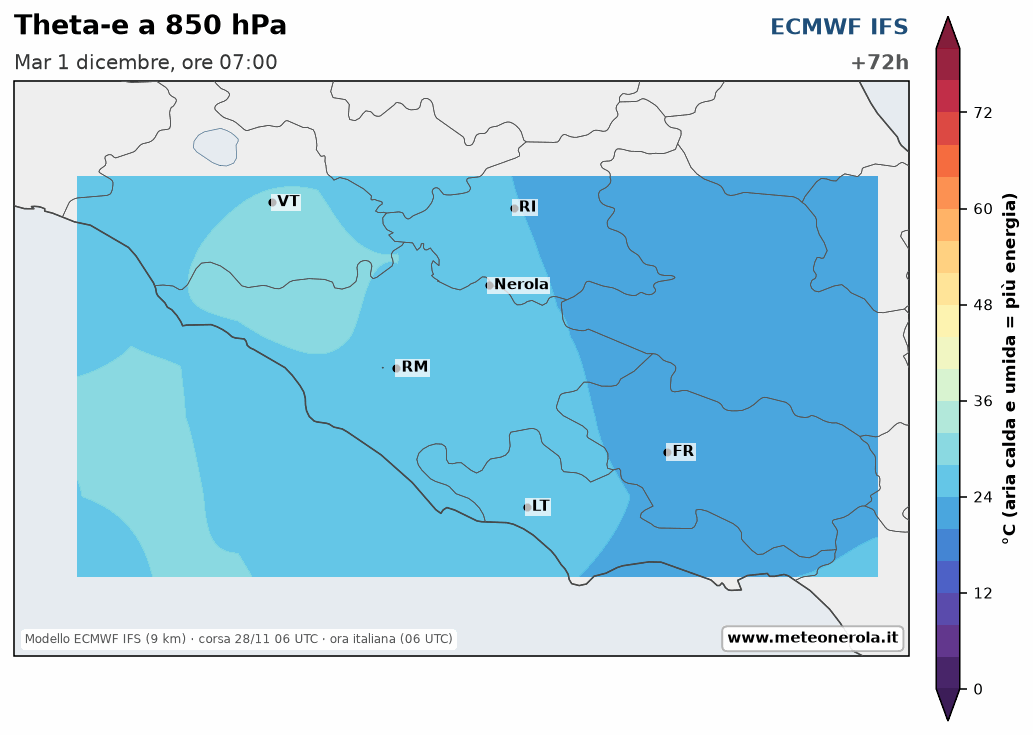 Theta-e a 850 hPa
ECMWF IFS
Mar 1 dicembre, ore 07:00
+72h
VT
RI
Nerola
RM
FR
LT
72
60
48
36
24
12
0
°C (aria calda e umida = più energia)
Modello ECMWF IFS (9 km) · corsa 28/11 06 UTC · ora italiana (06 UTC)
www.meteonerola.it